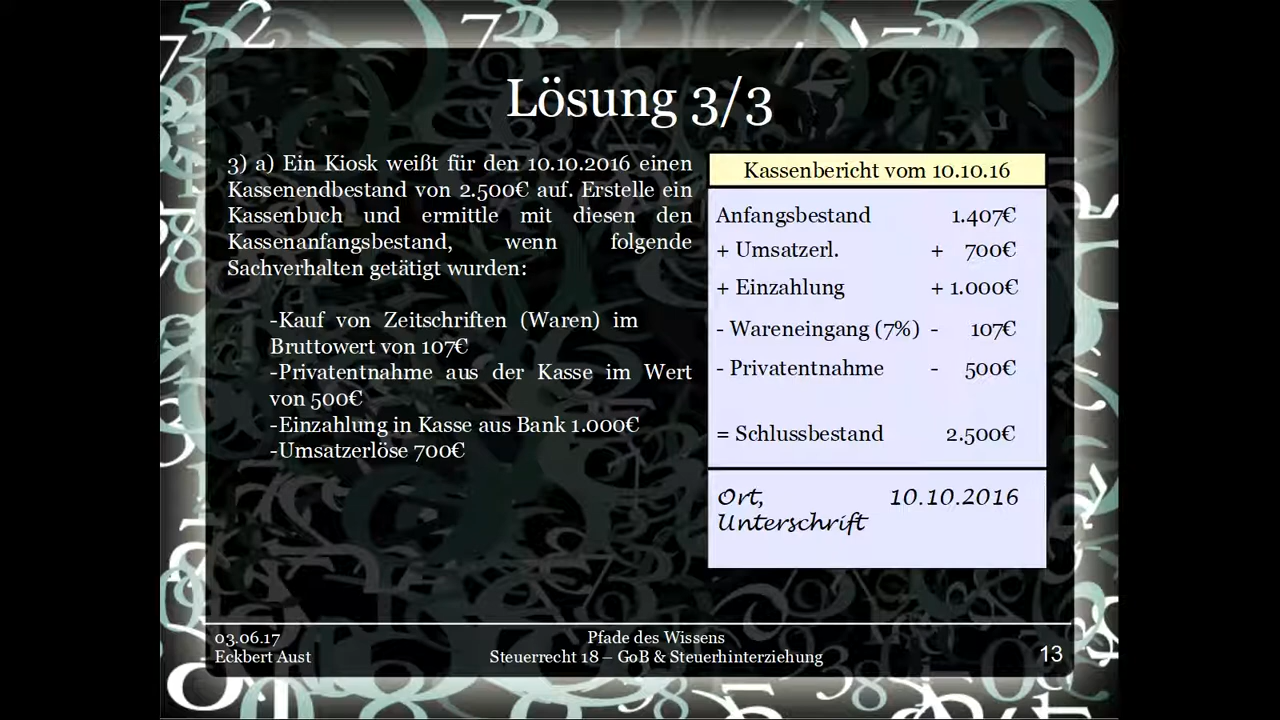 Lösung 3/3
3) a) Ein Kiosk weißt für den 10.10.2016 einen
Kassenendbestand von 2.500€ auf. Erstelle ein
Kassenbuch und ermittle mit diesen den
Kassenanfangsbestand, wenn folgende
Sachverhalten getätigt wurden:
-Kauf von Zeitschriften (Waren) im
Bruttowert von 107€
-Privatentnahme aus der Kasse im Wert
von 500€
-Einzahlung in Kasse aus Bank 1.000€
-Umsatzerlöse 700€
Kassenbericht vom 10.10.16
Anfangsbestand 1.407€
+ Umsatzerl. + 700€
+ Einzahlung + 1.000€
- Wareneingang (7%) - 107€
- Privatentnahme - 500€
= Schlussbestand 2.500€
Ort, 10.10.2016
Unterschrift
03.06.17 Pfade des Wissens
Eckbert Aust Steuerrecht 18 – GoB & Steuerhinterziehung 13